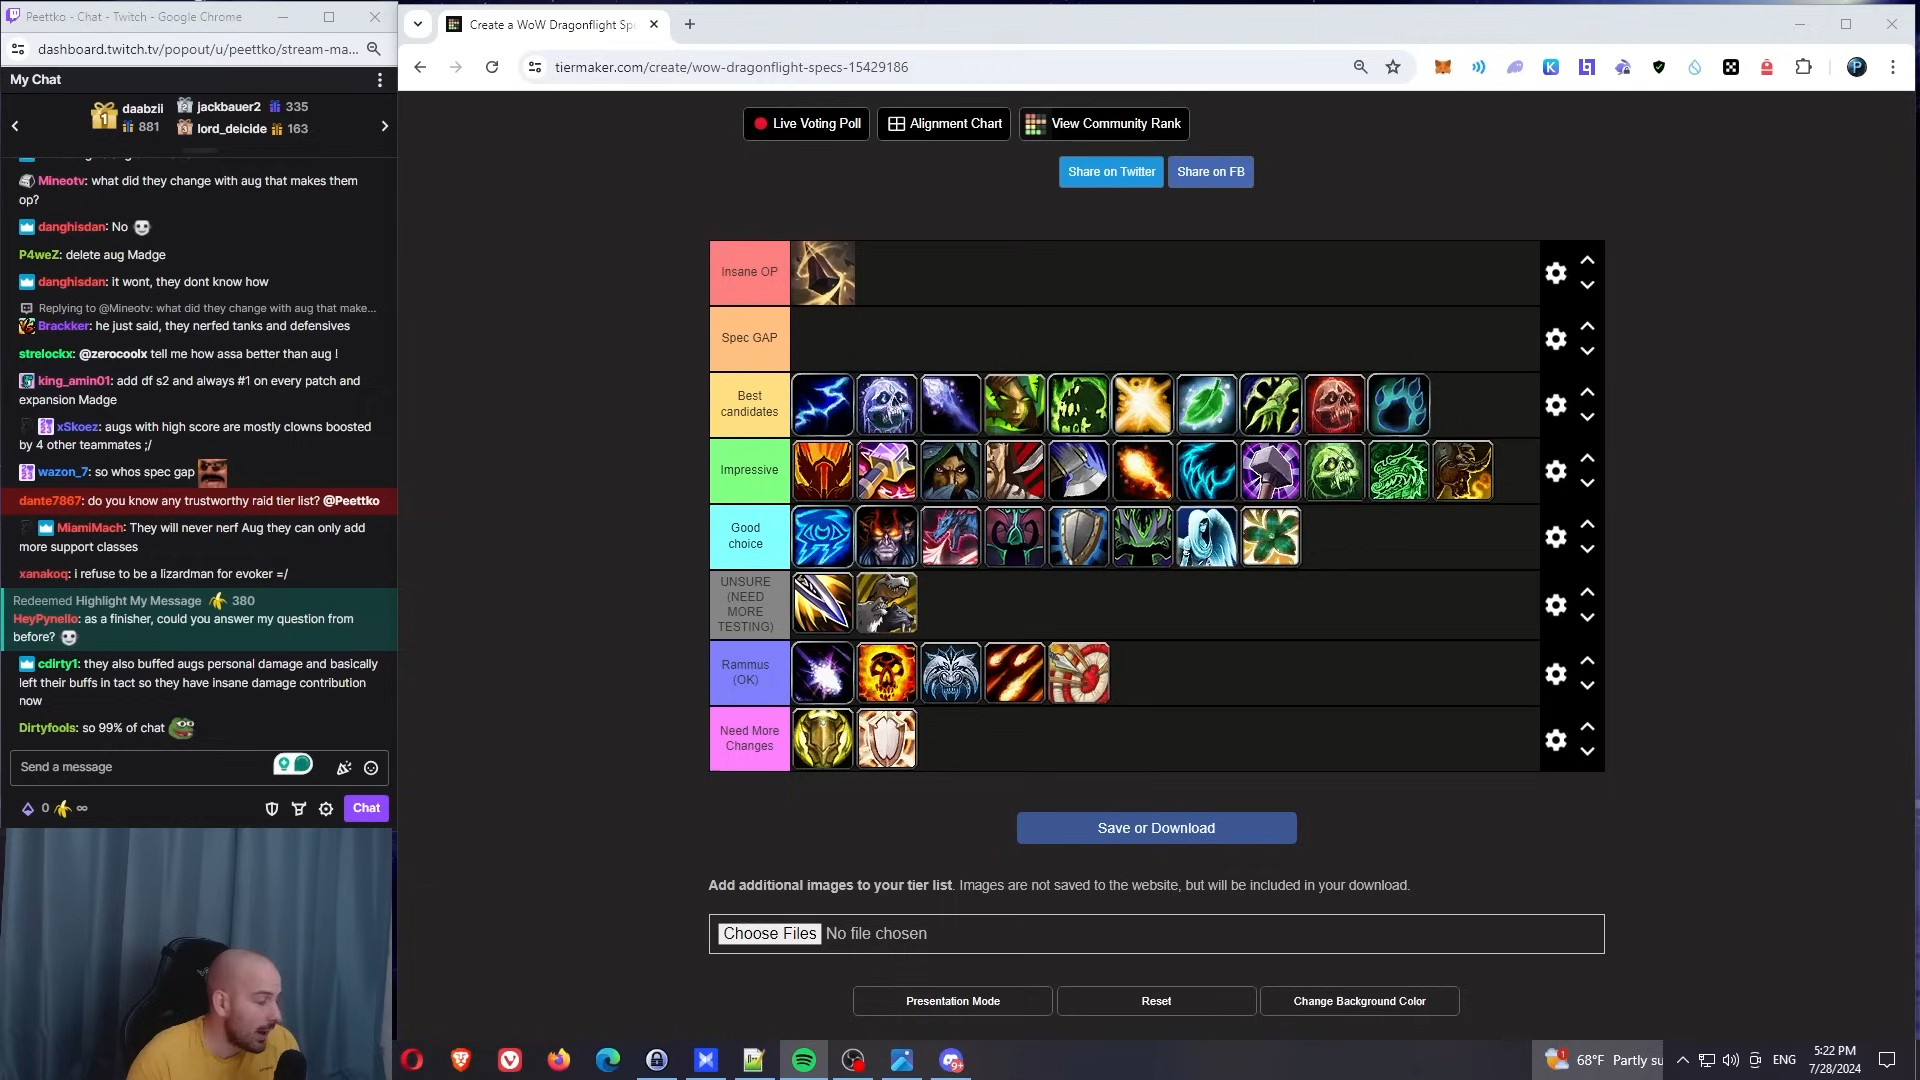 Peettko - Chat - Twitch - Google Chrome
dashboard.twitch.tv/popout/u/peettko/stream-ma...
My Chat
1 daabzii 881
2 jackbauer2 335
3 lord_deicide 163
Mineotv: what did they change with aug that makes them
op?
danghisdan: No
P4weZ: delete aug Madge
danghisdan: it wont, they dont know how
Replying to @Mineotv: what did they change with aug that make...
Brackker: he just said, they nerfed tanks and defensives
strelockx: @zerocoolx tell me how assa better than aug !
king_amin01: add df s2 and always #1 on every patch and
expansion Madge
xSkoez: augs with high score are mostly clowns boosted
by 4 other teammates ;/
wazon_7: so whos spec gap
dante7867: do you know any trustworthy raid tier list? @Peettko
MiamiMach: They will never nerf Aug they can only add
more support classes
xanakoq: i refuse to be a lizardman for evoker =/
Redeemed Highlight My Message 380
HeyPynello: as a finisher, could you answer my question from
before?
cdirty1: they also buffed augs personal damage and basically
left their buffs in tact so they have insane damage contribution
now
Dirtyfools: so 99% of chat
Send a message
0 ∞
Chat
Create a WoW Dragonflight Spe
tiermaker.com/create/wow-dragonflight-specs-15429186
Live Voting Poll
Alignment Chart
View Community Rank
Share on Twitter
Share on FB
Insane OP
Spec GAP
Best
candidates
Impressive
Good
choice
UNSURE
(NEED
MORE
TESTING)
Rammus
(OK)
Need More
Changes
Save or Download
Add additional images to your tier list. Images are not saved to the website, but will be included in your download.
Choose Files No file chosen
Presentation Mode
Reset
Change Background Color
9+
1
68°F Partly su
ENG
5:22 PM
7/28/2024